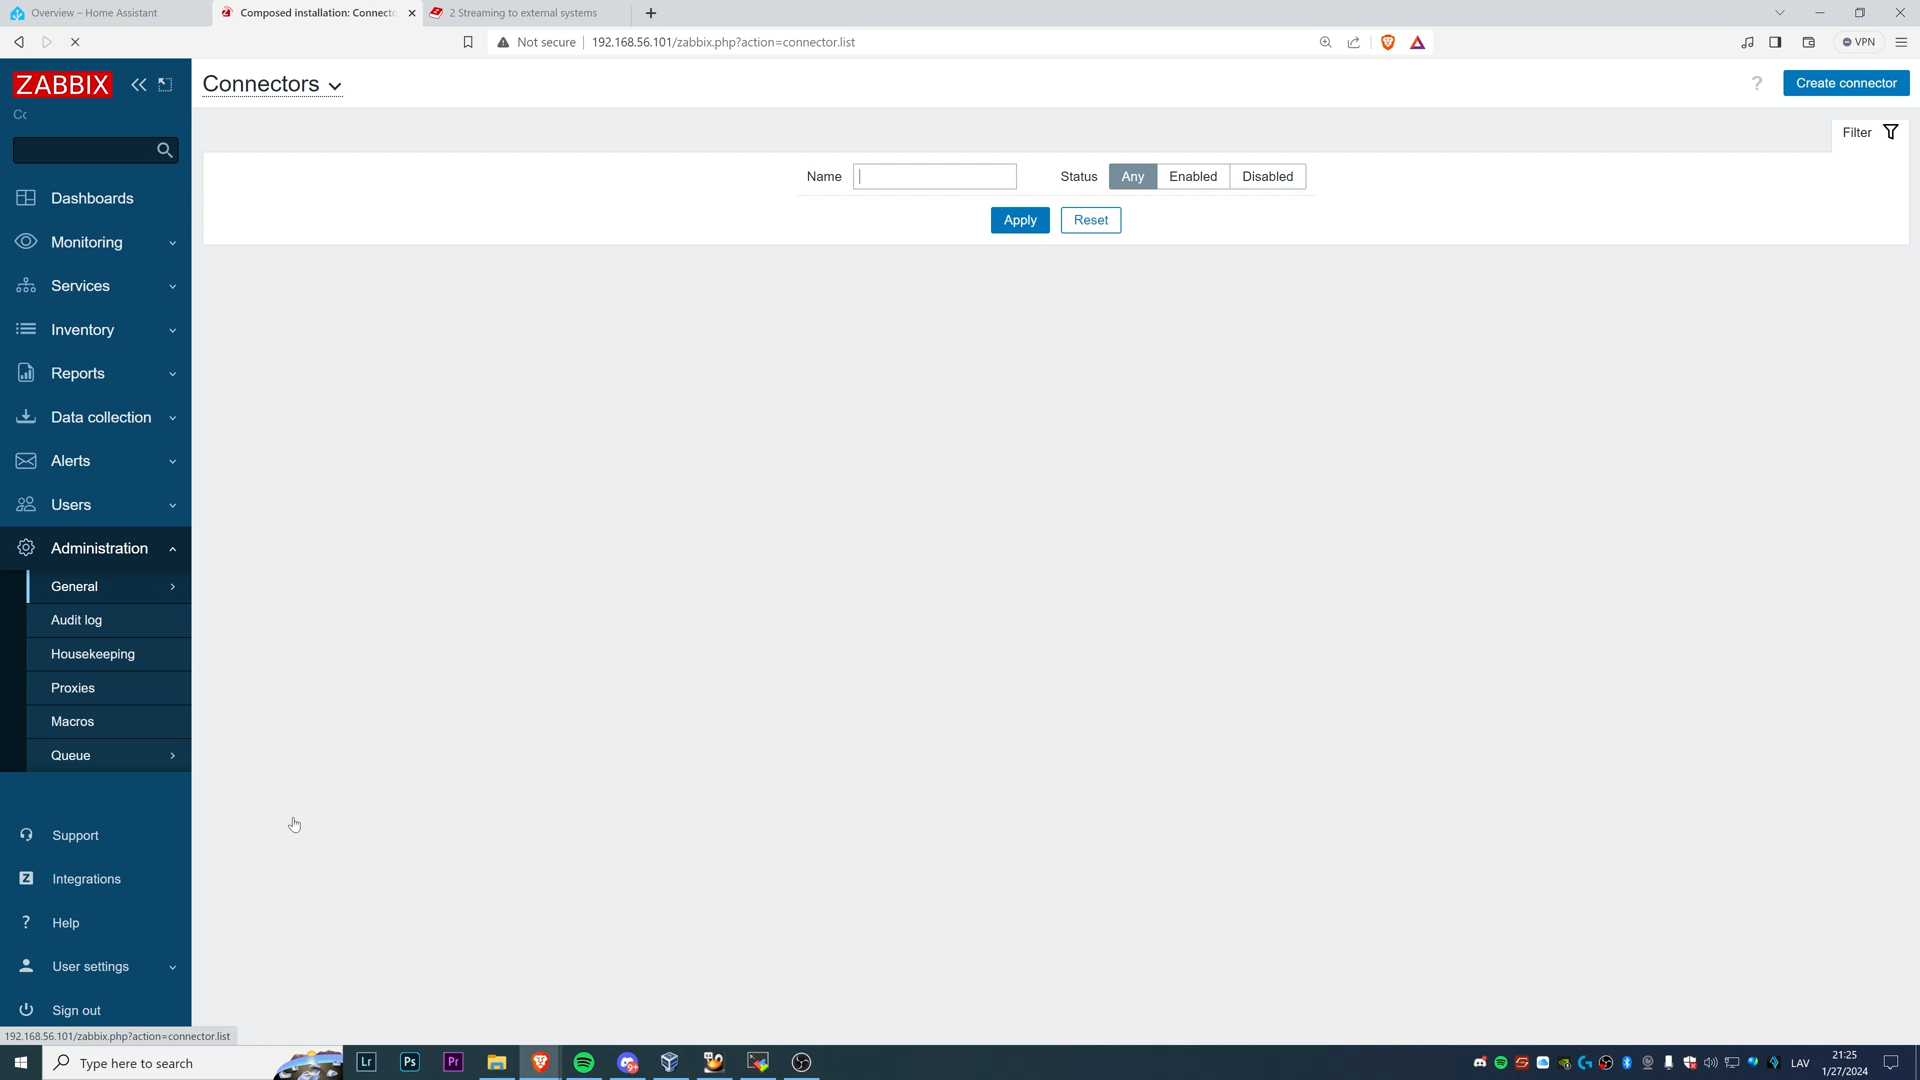 Overview – Home Assistant
Composed installation: Connecto
2 Streaming to external systems
Not secure
192.168.56.101/zabbix.php?action=connector.list
VPN
ZABBIX
Connectors
?
Create connector
Filter
Name
Status
Any
Enabled
Disabled
Apply
Reset
Dashboards
Monitoring
Services
Inventory
Reports
Data collection
Alerts
Users
Administration
General
Audit log
Housekeeping
Proxies
Macros
Queue
Support
Z
Integrations
?
Help
User settings
Sign out
192.168.56.101/zabbix.php?action=connector.list
Type here to search
Lr
Ps
Pr
9+
LAV
21:25
1/27/2024